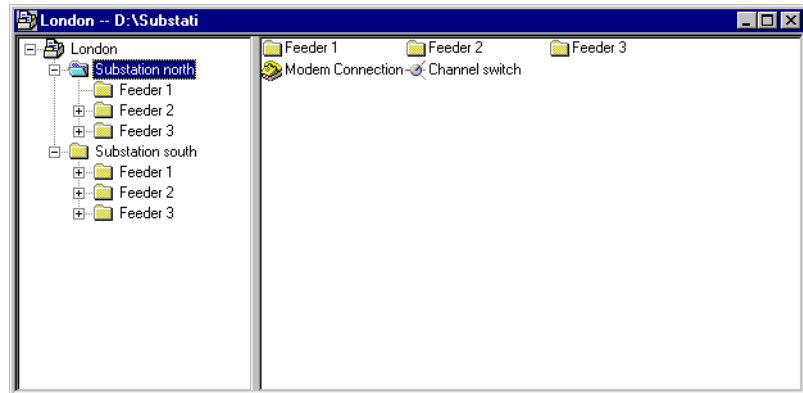 London -- D:\Substati
London
Substation north
Feeder 1
Feeder 2
Feeder 3
Substation south
Feeder 1
Feeder 2
Feeder 3
Feeder 1 Feeder 2 Feeder 3
Modem Connection Channel switch